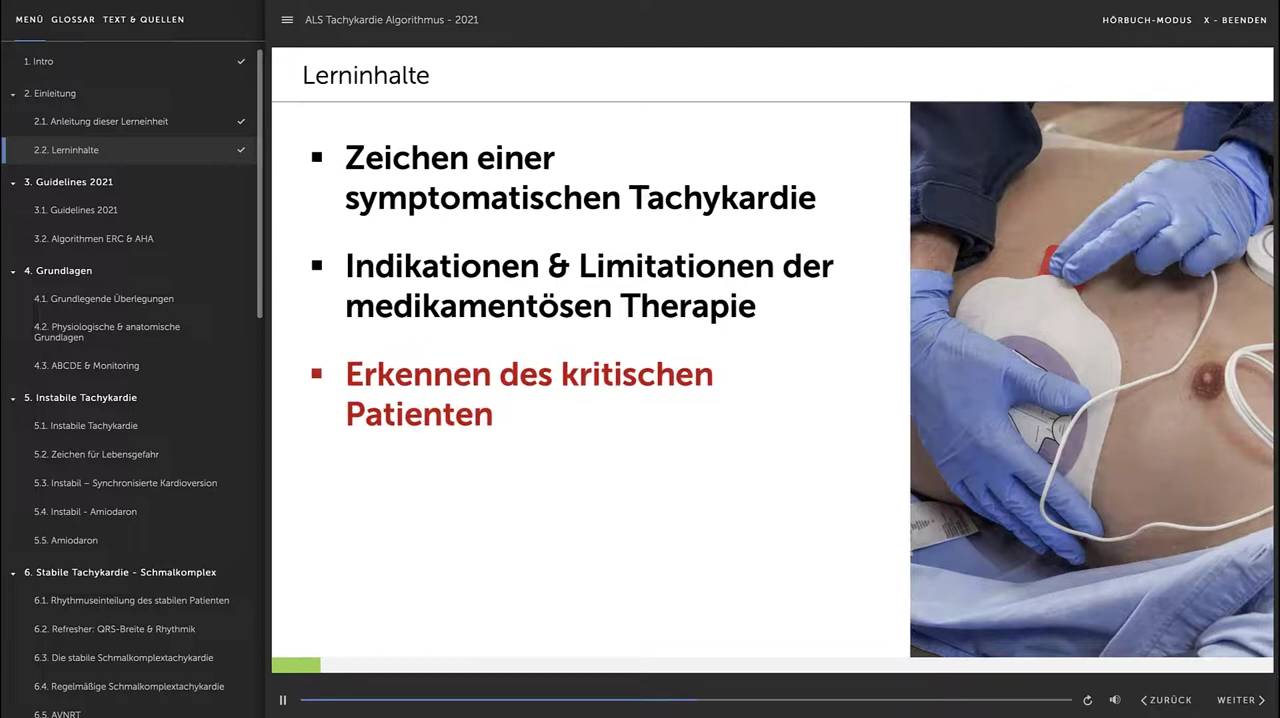 MENÜ GLOSSAR TEXT & QUELLEN
ALS Tachykardie Algorithmus - 2021
HÖRBUCH-MODUS X - BEENDEN
1. Intro
2. Einleitung
2.1. Anleitung dieser Lerneinheit
2.2. Lerninhalte
3. Guidelines 2021
3.1. Guidelines 2021
3.2. Algorithmen ERC & AHA
4. Grundlagen
4.1. Grundlegende Überlegungen
4.2. Physiologische & anatomische
Grundlagen
4.3. ABCDE & Monitoring
5. Instabile Tachykardie
5.1. Instabile Tachykardie
5.2. Zeichen für Lebensgefahr
5.3. Instabil – Synchronisierte Kardioversion
5.4. Instabil - Amiodaron
5.5. Amiodaron
6. Stabile Tachykardie - Schmalkomplex
6.1. Rhythmuseinteilung des stabilen Patienten
6.2. Refresher: QRS-Breite & Rhythmik
6.3. Die stabile Schmalkomplextachykardie
6.4. Regelmäßige Schmalkomplextachykardie
6.5. AVNRT
Lerninhalte
Zeichen einer
symptomatischen Tachykardie
Indikationen & Limitationen der
medikamentösen Therapie
Erkennen des kritischen
Patienten
ZURÜCK
WEITER